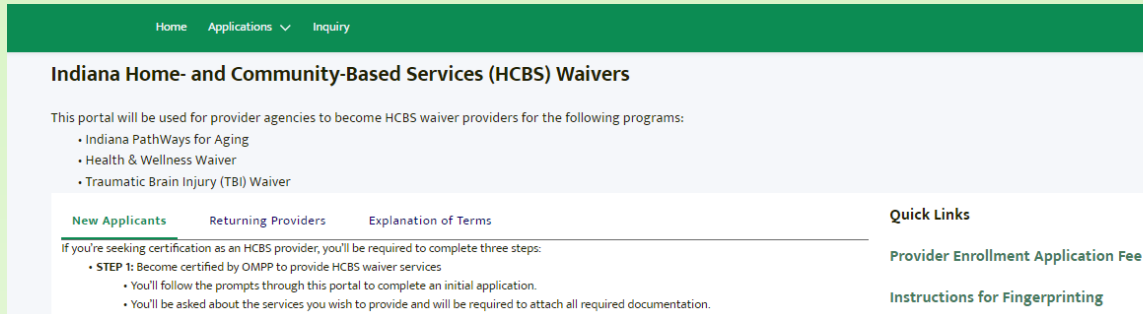 Home Applications Inquiry
Indiana Home- and Community-Based Services (HCBS) Waivers
This portal will be used for provider agencies to become HCBS waiver providers for the following programs:
• Indiana PathWays for Aging
• Health & Wellness Waiver
• Traumatic Brain Injury (TBI) Waiver
New Applicants Returning Providers Explanation of Terms
If you're seeking certification as an HCBS provider, you'll be required to complete three steps:
• STEP 1: Become certified by OMPP to provide HCBS waiver services
• You'll follow the prompts through this portal to complete an initial application.
• You'll be asked about the services you wish to provide and will be required to attach all required documentation.
Quick Links
Provider Enrollment Application Fee
Instructions for Fingerprinting